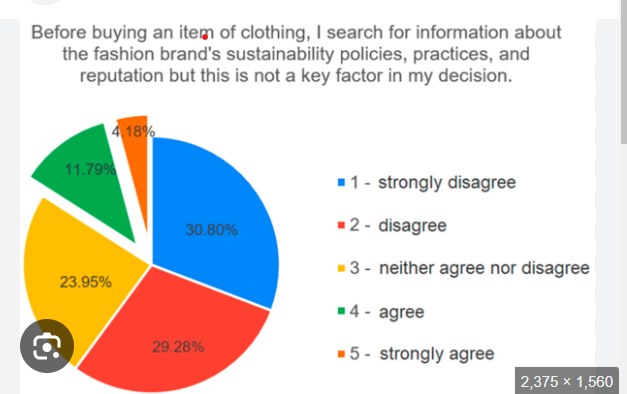 Before buying an item of clothing, I search for information about
the fashion brand's sustainability policies, practices, and
reputation but this is not a key factor in my decision.
4.18%
11.79%
30.80%
23.95%
29.28%
1 - strongly disagree
2 - disagree
3 - neither agree nor disagree
4 - agree
5 - strongly agree
2,375 × 1,560